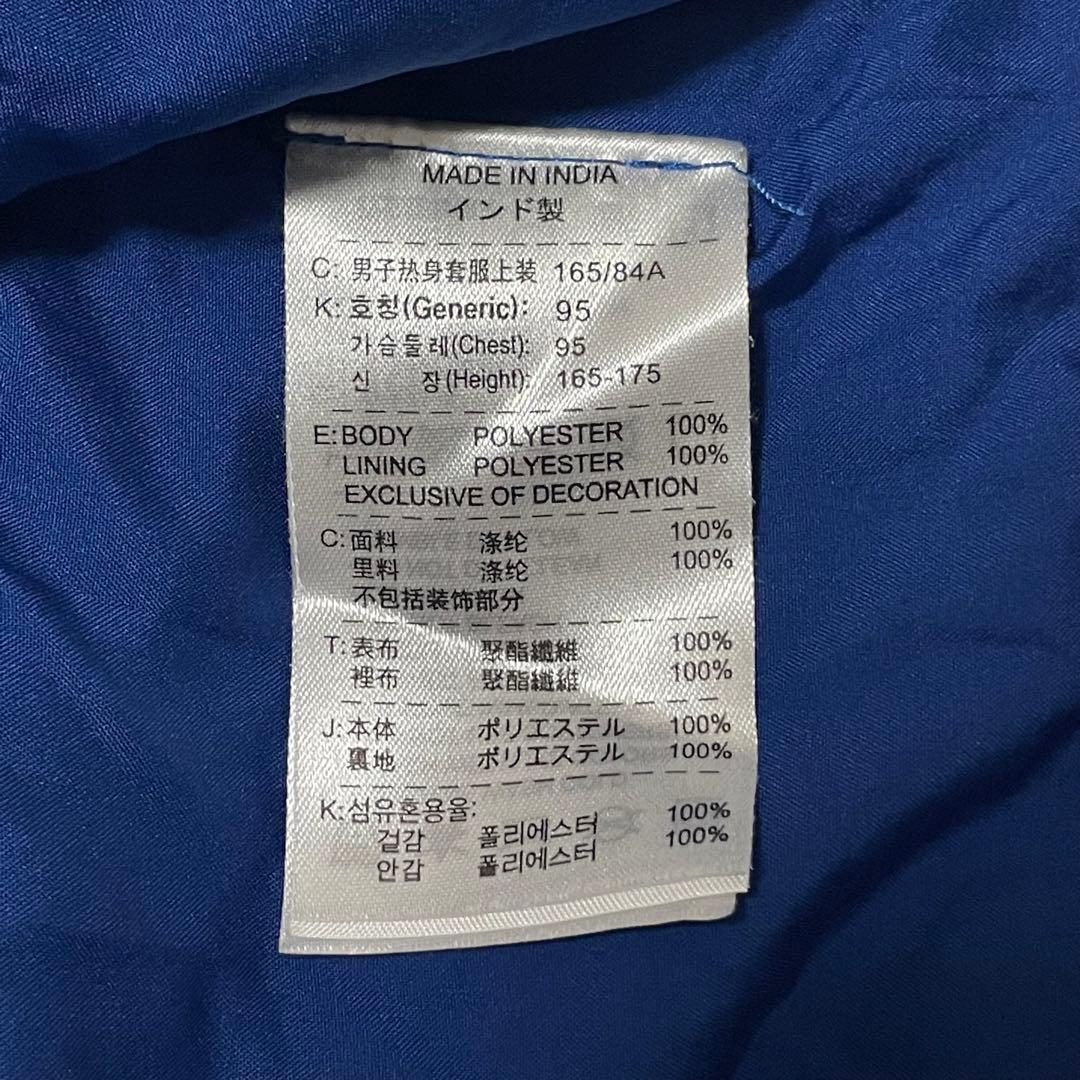 MADE IN INDIA
インド製
C: 男子热身套服上装 165/84A
K: 호칭(Generic): 95
가슴둘레(Chest): 95
신 장(Height): 165-175
E: BODY POLYESTER 100%
LINING POLYESTER 100%
EXCLUSIVE OF DECORATION
C: 面料 涤纶 100%
里料 涤纶 100%
不包括装饰部分
T: 表布 聚酯纖維 100%
裡布 聚酯纖維 100%
J: 本体 ポリエステル 100%
裏地 ポリエステル 100%
K: 섬유혼용율:
겉감 폴리에스터 100%
안감 폴리에스터 100%